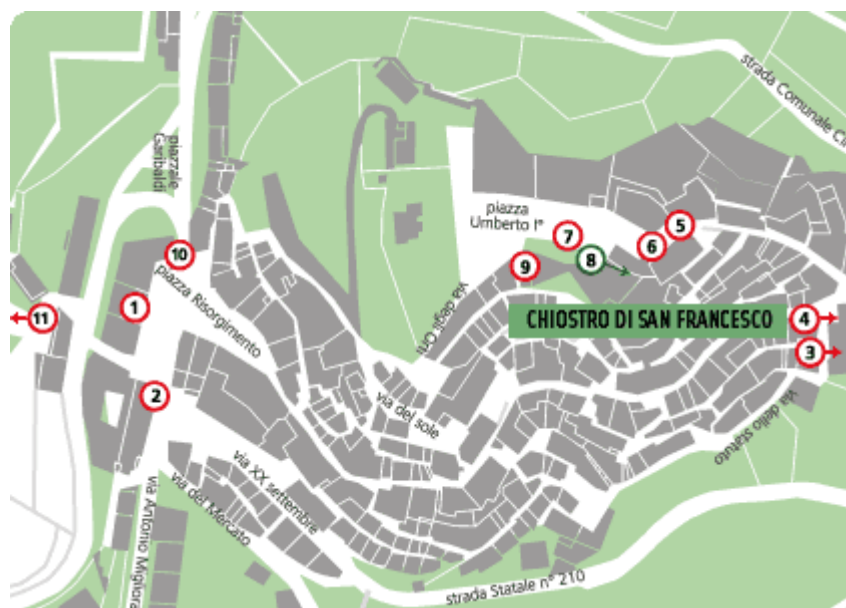 strada Comunale Ci
piazzale
Garibaldi
piazza
Umberto I°
5
7
6
10
8
9
piazza Risorgimento
via degli Orti
1
11
CHIOSTRO DI SAN FRANCESCO
4
3
2
via del sole
via dello statuto
via XX settembre
via del Mercato
via Antonio Migliora
strada Statale n° 210